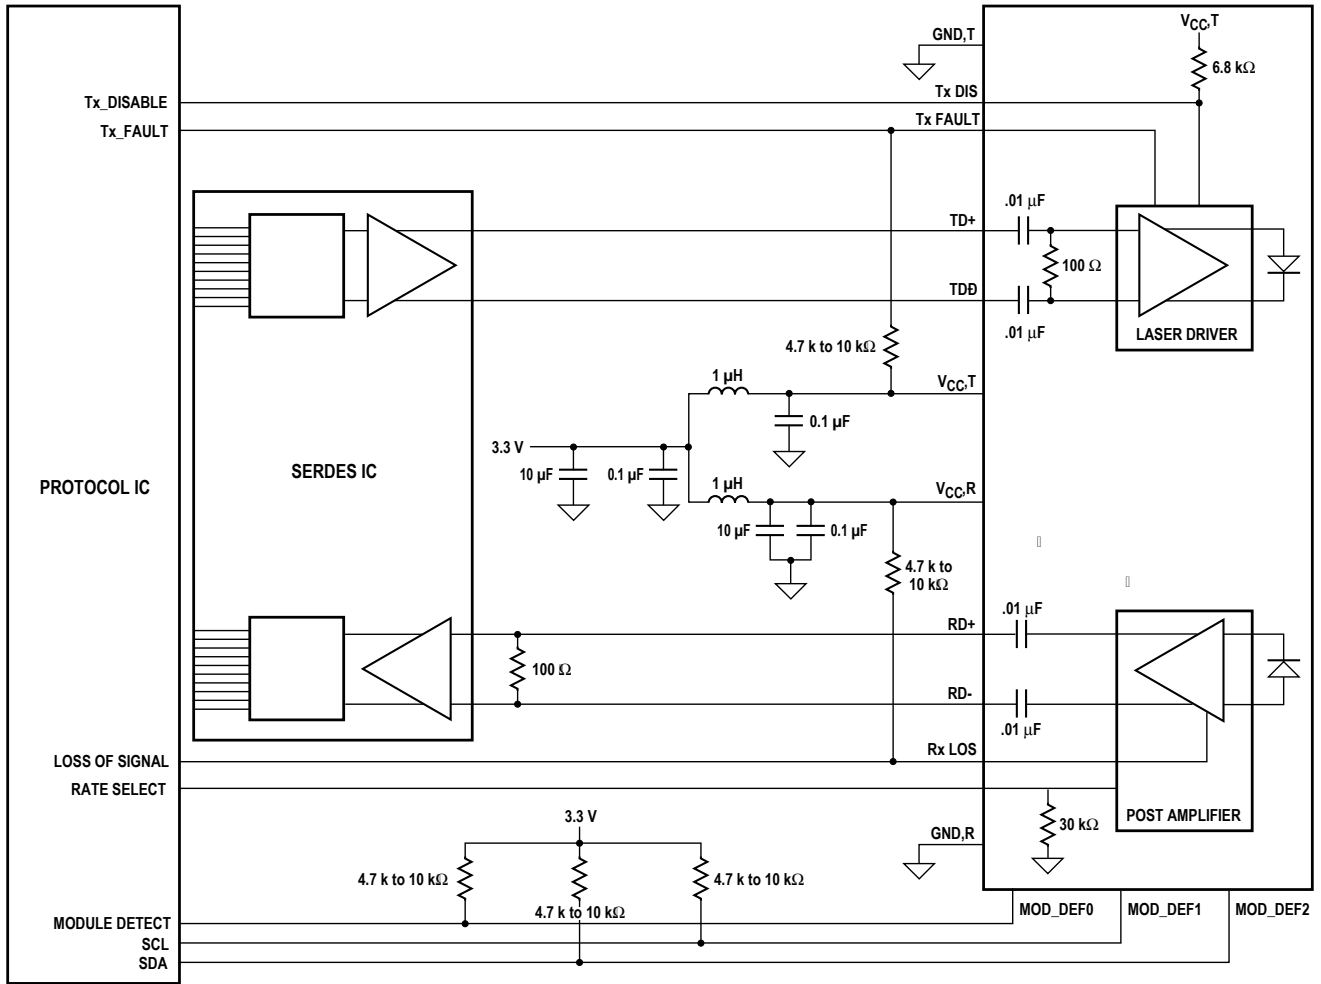 V_CC,T
GND,T
6.8 kΩ
Tx_DISABLE
Tx DIS
Tx_FAULT
Tx FAULT
.01 µF
TD+
100 Ω
TDÐ
.01 µF
LASER DRIVER
4.7 k to 10 kΩ
1 µH
V_CC,T
0.1 µF
3.3 V
10 µF
0.1 µF
SERDES IC
PROTOCOL IC
1 µH
V_CC,R
10 µF
0.1 µF
4.7 k to
10 kΩ
.01 µF
RD+
100 Ω
RD-
.01 µF
LOSS OF SIGNAL
Rx LOS
RATE SELECT
POST AMPLIFIER
3.3 V
30 kΩ
GND,R
4.7 k to 10 kΩ
4.7 k to 10 kΩ
4.7 k to 10 kΩ
MODULE DETECT
MOD_DEF0
MOD_DEF1
MOD_DEF2
SCL
SDA